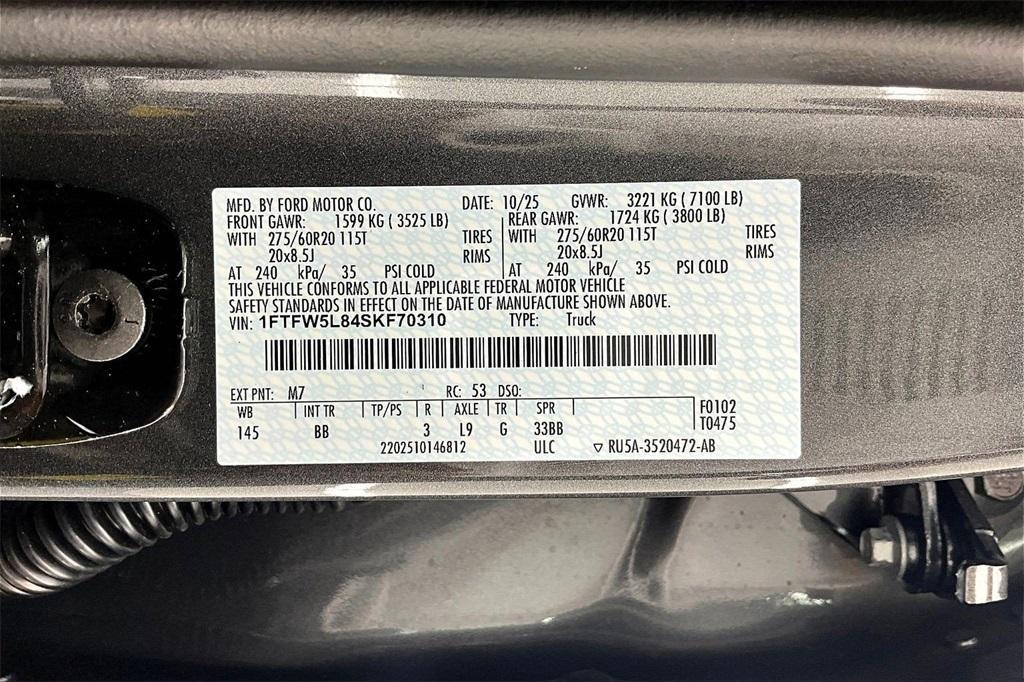 MFD. BY FORD MOTOR CO. DATE: 10/25 GVWR: 3221 KG ( 7100 LB)
FRONT GAWR: 1599 KG ( 3525 LB) REAR GAWR: 1724 KG ( 3800 LB)
WITH 275/60R20 115T TIRES WITH 275/60R20 115T TIRES
20x8.5J RIMS 20x8.5J RIMS
AT 240 kPa/ 35 PSI COLD AT 240 kPa/ 35 PSI COLD
THIS VEHICLE CONFORMS TO ALL APPLICABLE FEDERAL MOTOR VEHICLE
SAFETY STANDARDS IN EFFECT ON THE DATE OF MANUFACTURE SHOWN ABOVE.
VIN: 1FTFW5L84SKF70310 TYPE: Truck
EXT PNT: M7 RC: 53 DSO:
WB INT TR TP/PS R AXLE TR SPR F0102
145 BB 3 L9 G 33BB T0475
2202510146812 ULC ▽ RU5A-3520472-AB